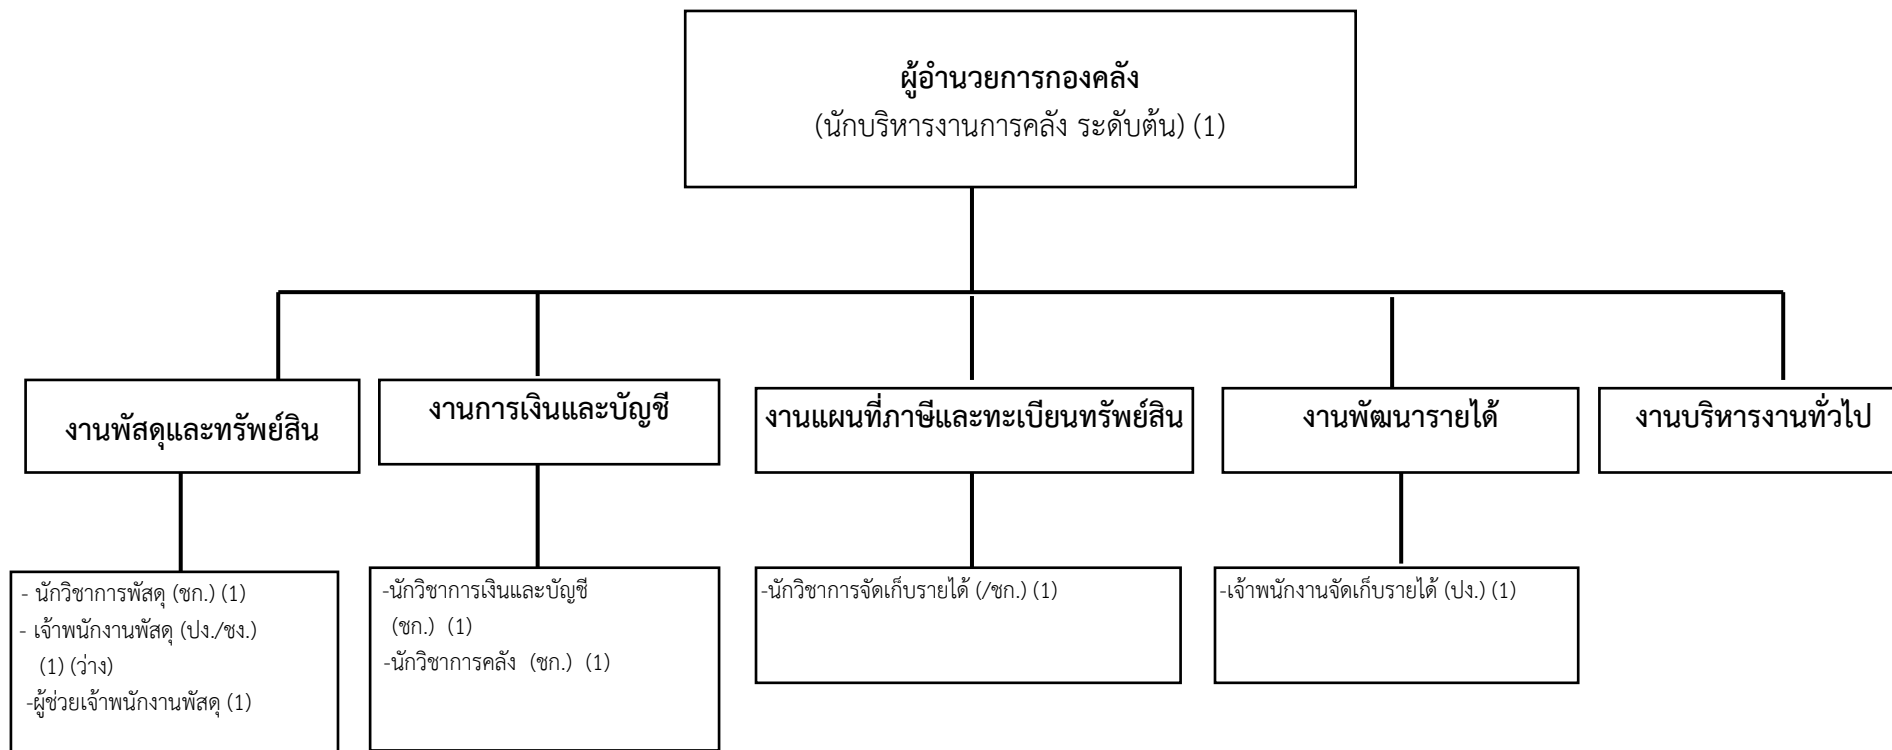 ผู้อำนวยการกองคลัง
(นักบริหารงานการคลัง ระดับต้น) (1)
งานพัสดุและทรัพย์สิน
งานการเงินและบัญชี
งานแผนที่ภาษีและทะเบียนทรัพย์สิน
งานพัฒนารายได้
งานบริหารงานทั่วไป
- นักวิชาการพัสดุ (ชก.) (1)
- เจ้าพนักงานพัสดุ (ปง./ชง.)
(1) (ว่าง)
-ผู้ช่วยเจ้าพนักงานพัสดุ (1)
-นักวิชาการเงินและบัญชี
(ชก.) (1)
-นักวิชาการคลัง (ชก.) (1)
-นักวิชาการจัดเก็บรายได้ (/ชก.) (1)
-เจ้าพนักงานจัดเก็บรายได้ (ปง.) (1)